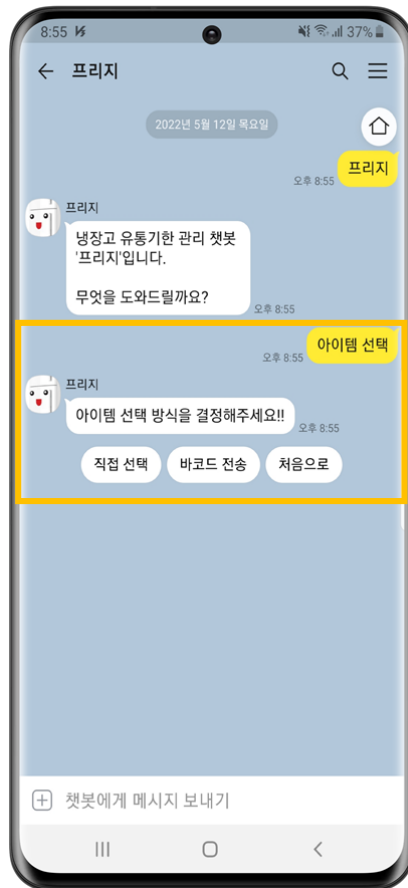 8:55
37%
프리지
2022년 5월 12일 목요일
프리지
오후 8:55
프리지
냉장고 유통기한 관리 챗봇
'프리지'입니다.
무엇을 도와드릴까요?
오후 8:55
아이템 선택
오후 8:55
프리지
아이템 선택 방식을 결정해주세요!!
오후 8:55
직접 선택 바코드 전송 처음으로
챗봇에게 메시지 보내기